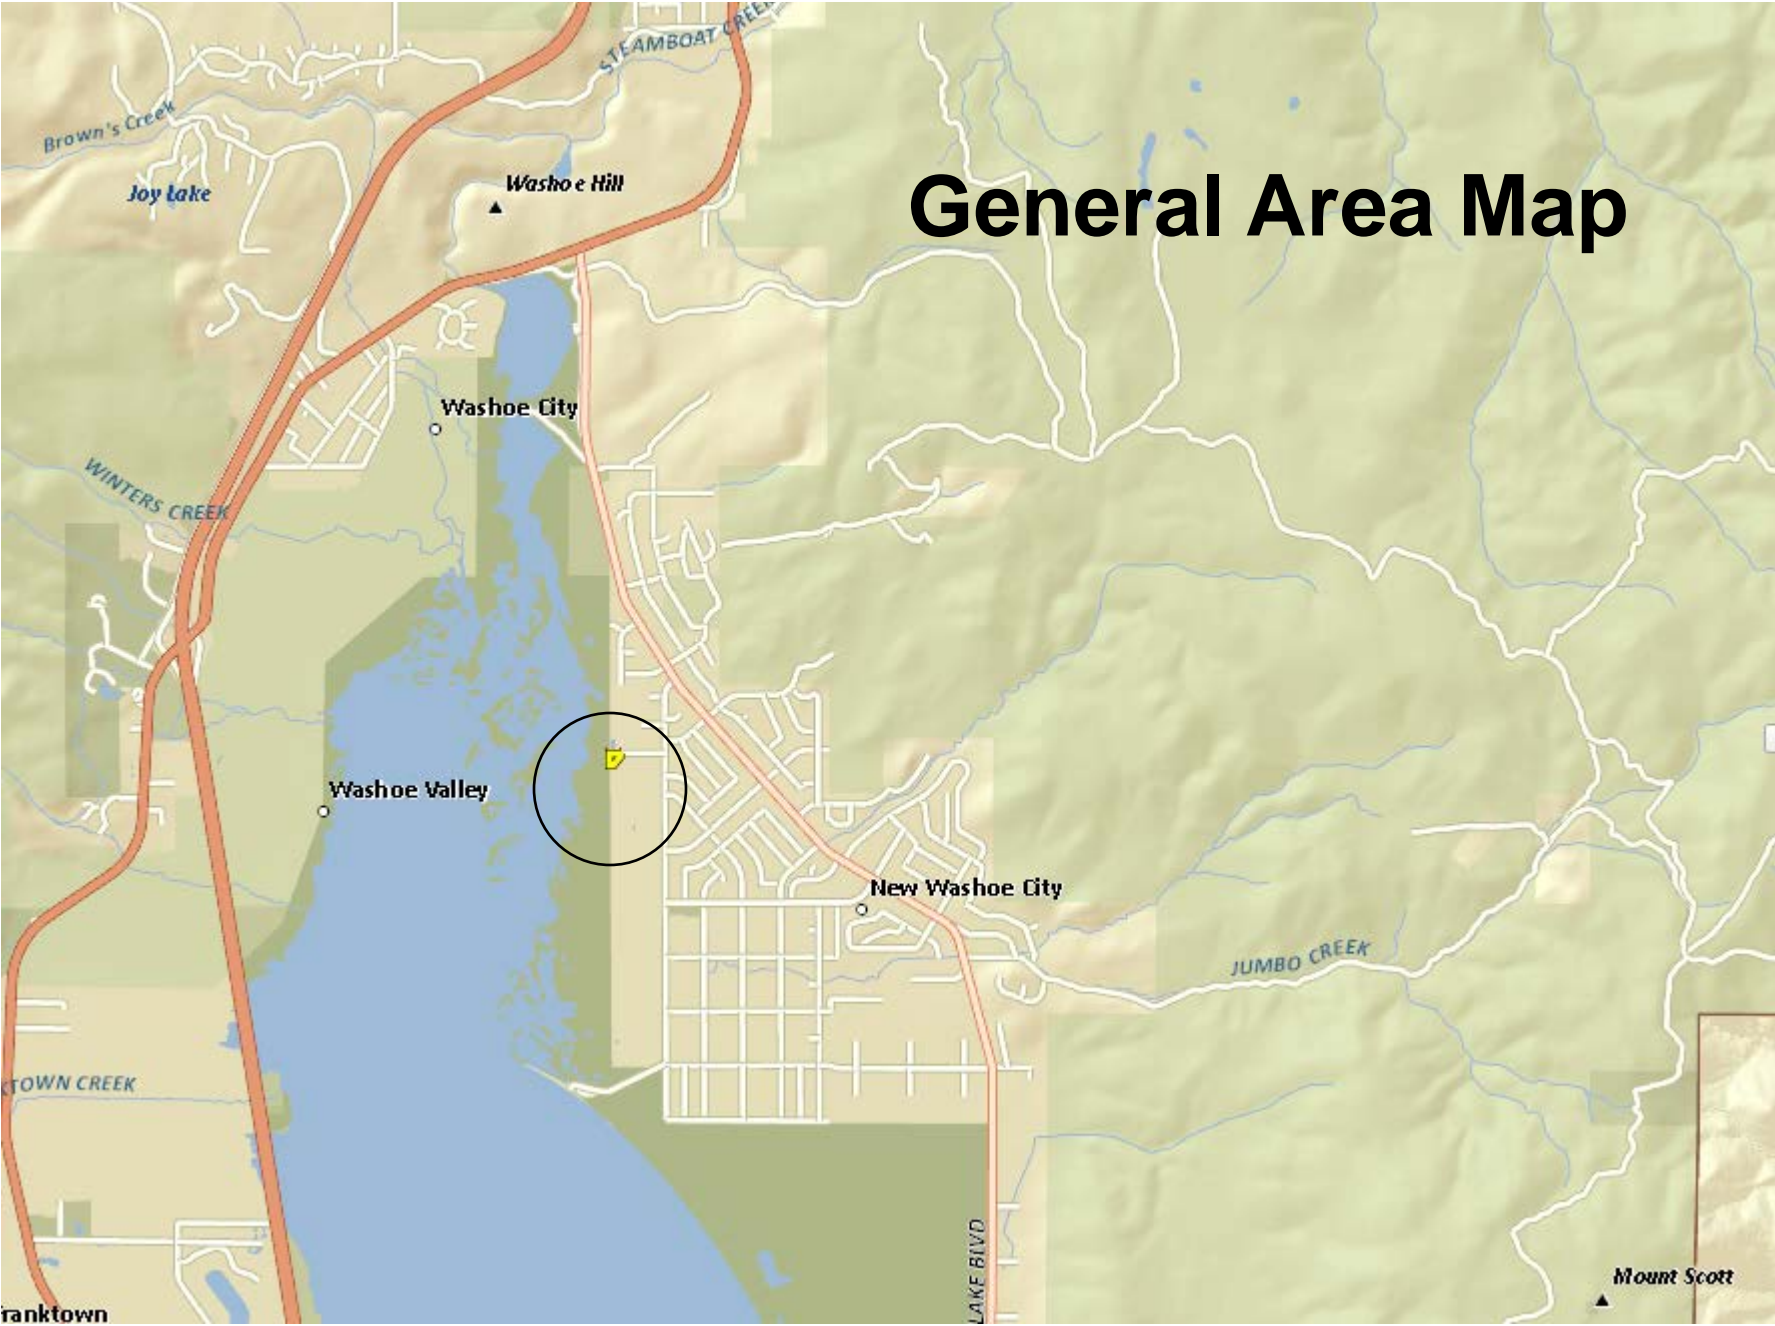 STEAMBOAT CREEK
Brown's Creek
Joy Lake
Washoe Hill
General Area Map
Washoe City
WINTERS CREEK
Washoe Valley
New Washoe City
JUMBO CREEK
KTOWN CREEK
LAKE BLVD
Mount Scott
ranktown